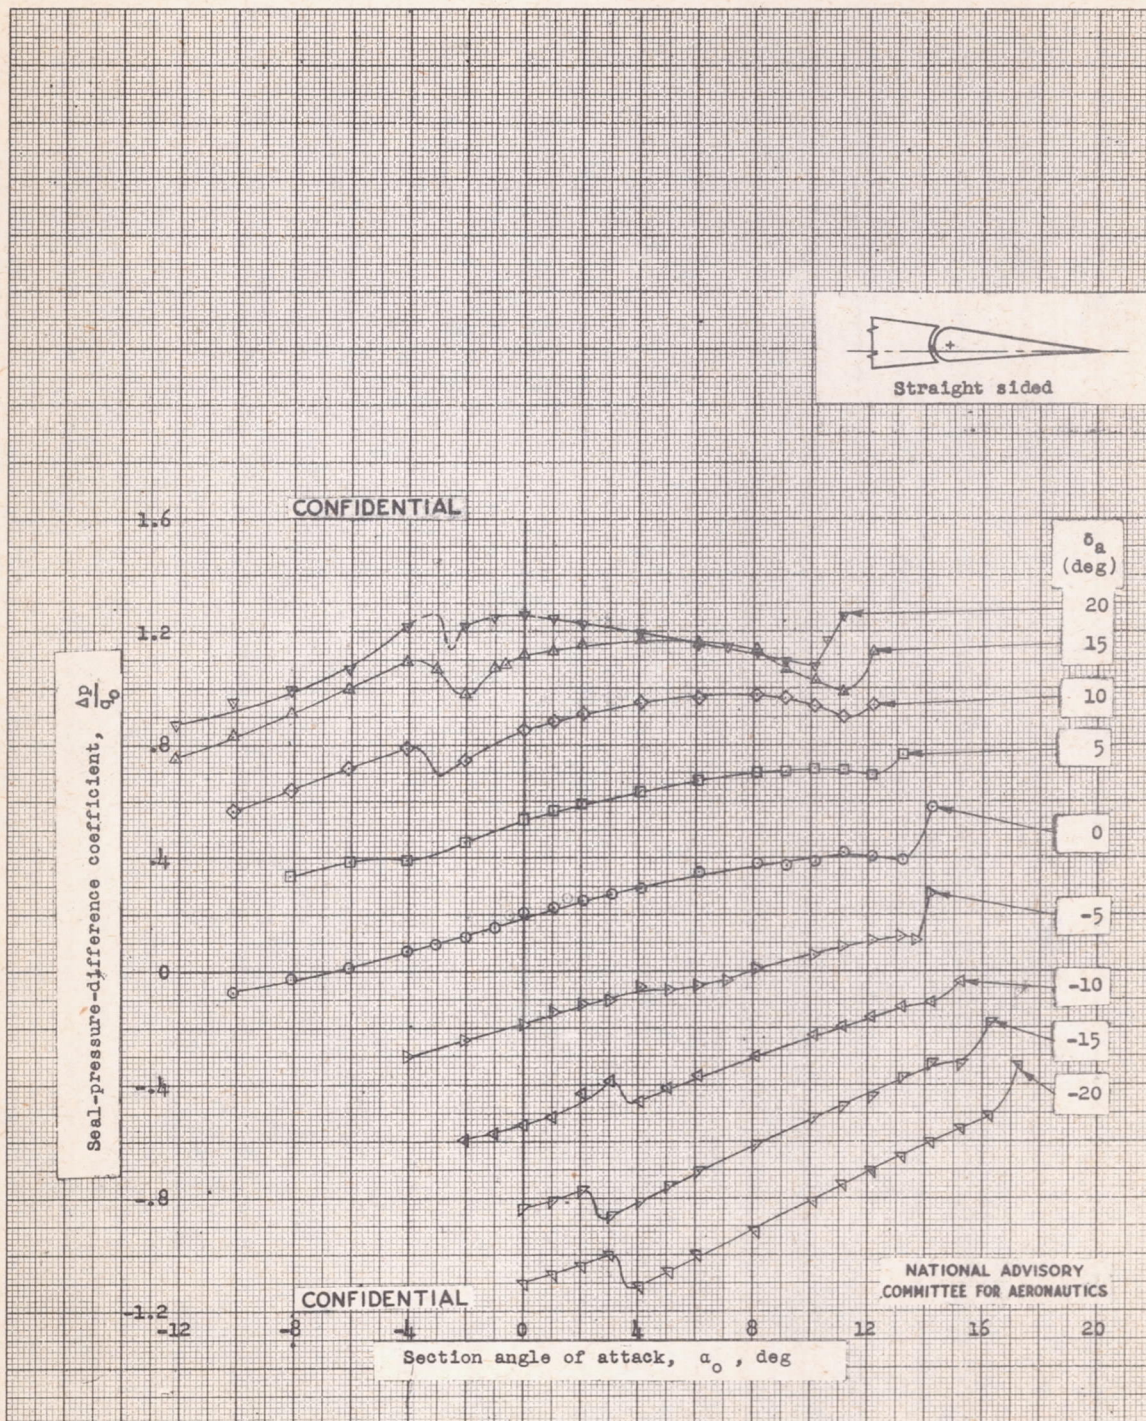 Straight sided
CONFIDENTIAL
1.6
1.2
.8
.4
0
-.4
-.8
-1.2
Seal-pressure-difference coefficient, Δp/q₀
δa
(deg)
20
15
10
5
0
-5
-10
-15
-20
NATIONAL ADVISORY
COMMITTEE FOR AERONAUTICS
CONFIDENTIAL
-12 -8 -4 0 4 8 12 16 20
Section angle of attack, α₀, deg